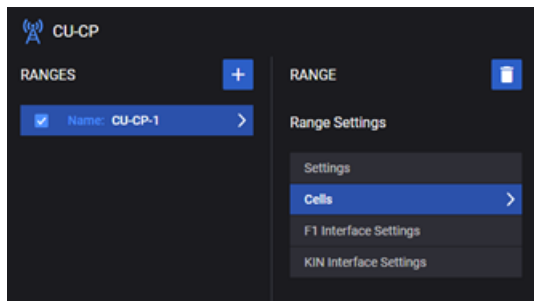 CU-CP
RANGES
+
RANGE
Name: CU-CP-1
Range Settings
Settings
Cells
F1 Interface Settings
KIN Interface Settings